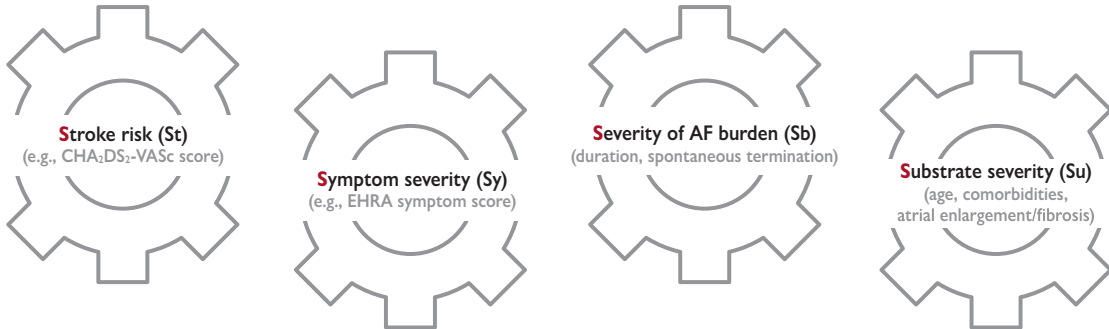 Stroke risk (St)
(e.g., CHA₂DS₂-VASc score)
Symptom severity (Sy)
(e.g., EHRA symptom score)
Severity of AF burden (Sb)
(duration, spontaneous termination)
Substrate severity (Su)
(age, comorbidities,
atrial enlargement/fibrosis)